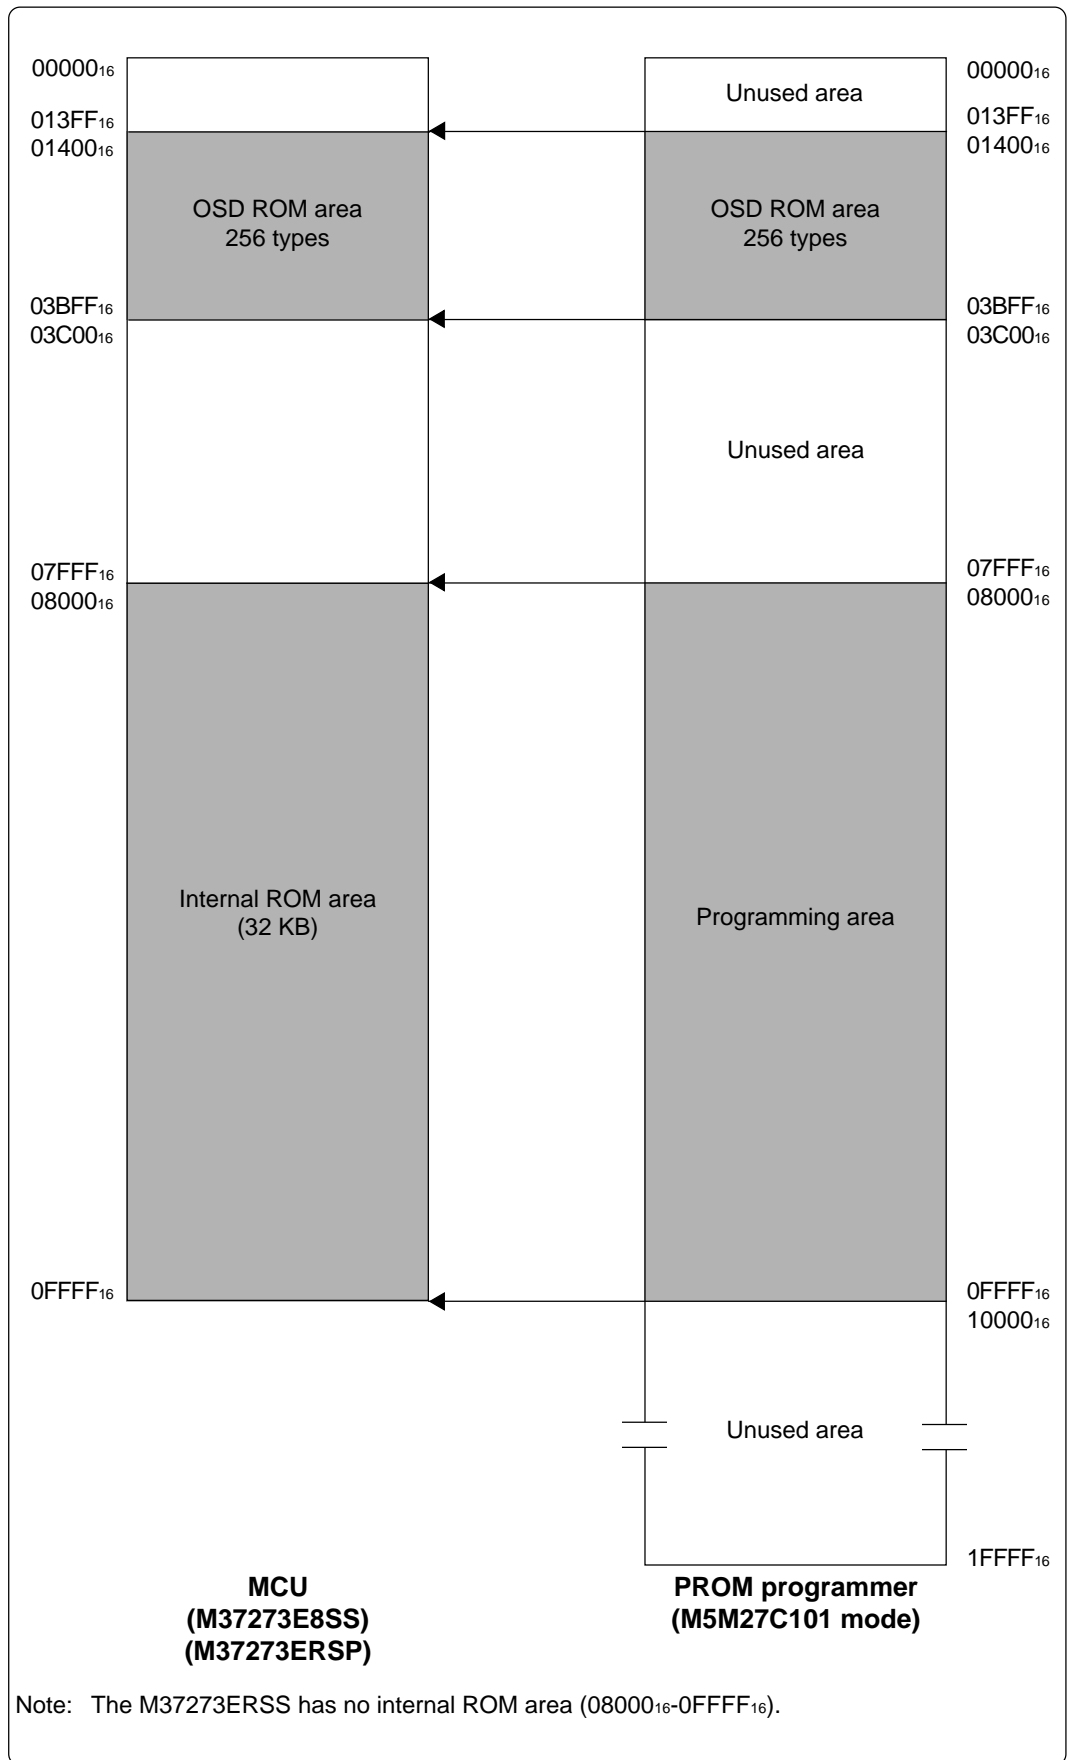 00000₁₆
013FF₁₆
01400₁₆
OSD ROM area
256 types
03BFF₁₆
03C00₁₆
07FFF₁₆
08000₁₆
Internal ROM area
(32 KB)
0FFFF₁₆
MCU
(M37273E8SS)
(M37273ERSP)
Unused area
00000₁₆
013FF₁₆
01400₁₆
OSD ROM area
256 types
03BFF₁₆
03C00₁₆
Unused area
07FFF₁₆
08000₁₆
Programming area
0FFFF₁₆
10000₁₆
Unused area
1FFFF₁₆
PROM programmer
(M5M27C101 mode)
Note: The M37273ERSS has no internal ROM area (08000₁₆-0FFFF₁₆).